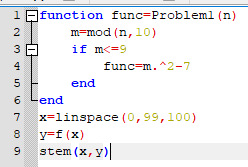 1 function func=Problem1(n)
2 m=mod(n,10)
3 if m<=9
4 func=m.^2-7
5 end
6 end
7 x=linspace(0,99,100)
8 y=f(x)
9 stem(x,y)